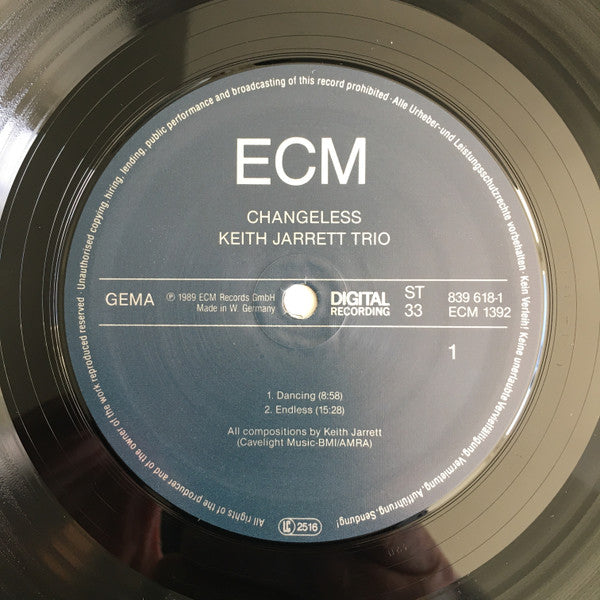 ECM
CHANGELESS
KEITH JARRETT TRIO
GEMA
℗ 1989 ECM Records GmbH
Made in W. Germany
DIGITAL
RECORDING
ST
33
839 618-1
ECM 1392
1
1. Dancing (8:58)
2. Endless (15:28)
All compositions by Keith Jarrett
(Cavelight Music-BMI/AMRA)
LC 2516
All rights of the producer and of the owner of the work reproduced reserved · Unauthorised copying, hiring, lending, public performance and broadcasting of this record prohibited · Alle Urheber- und Leistungsschutzrechte vorbehalten · Kein Verleih! Keine unerlaubte Vervielfältigung, Vermietung, Aufführung, Sendung!